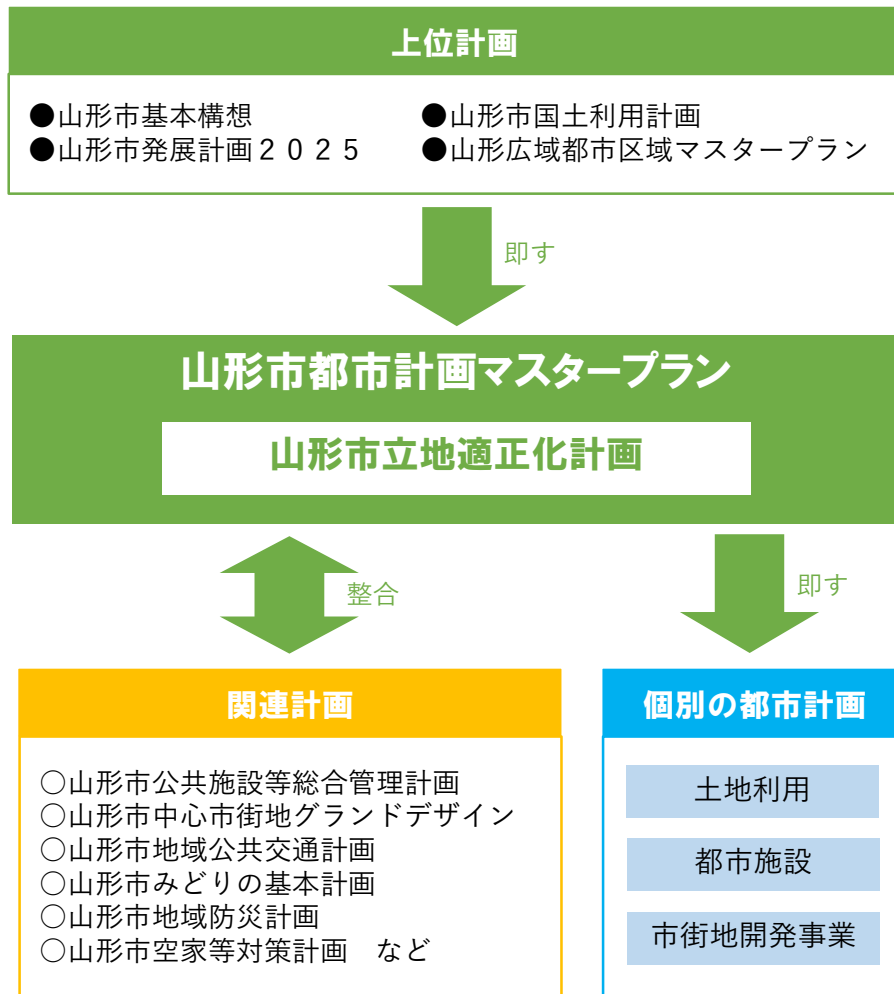 上位計画
●山形市基本構想 ●山形市国土利用計画
●山形市発展計画２０２５ ●山形広域都市区域マスタープラン
即す
山形市都市計画マスタープラン
山形市立地適正化計画
整合
即す
関連計画
○山形市公共施設等総合管理計画
○山形市中心市街地グランドデザイン
○山形市地域公共交通計画
○山形市みどりの基本計画
○山形市地域防災計画
○山形市空家等対策計画　など
個別の都市計画
土地利用
都市施設
市街地開発事業